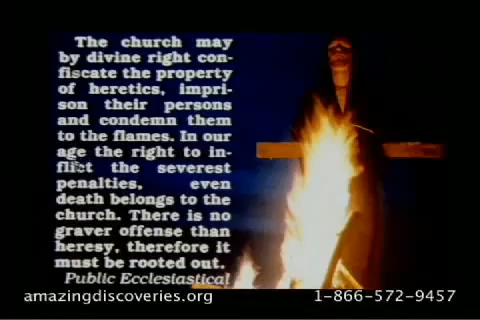 The church may
by divine right con-
fiscate the property
of heretics, impri-
son their persons
and condemn them
to the flames. In our
age the right to in-
flict the severest
penalties, even
death belongs to the
church. There is no
graver offense than
heresy, therefore it
must be rooted out.
Public Ecclesiastical
amazingdiscoveries.org 1-866-572-9457